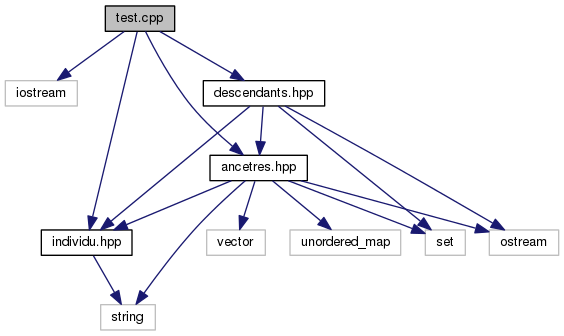 test.cpp
iostream
descendants.hpp
ancetres.hpp
individu.hpp
vector
unordered_map
set
ostream
string